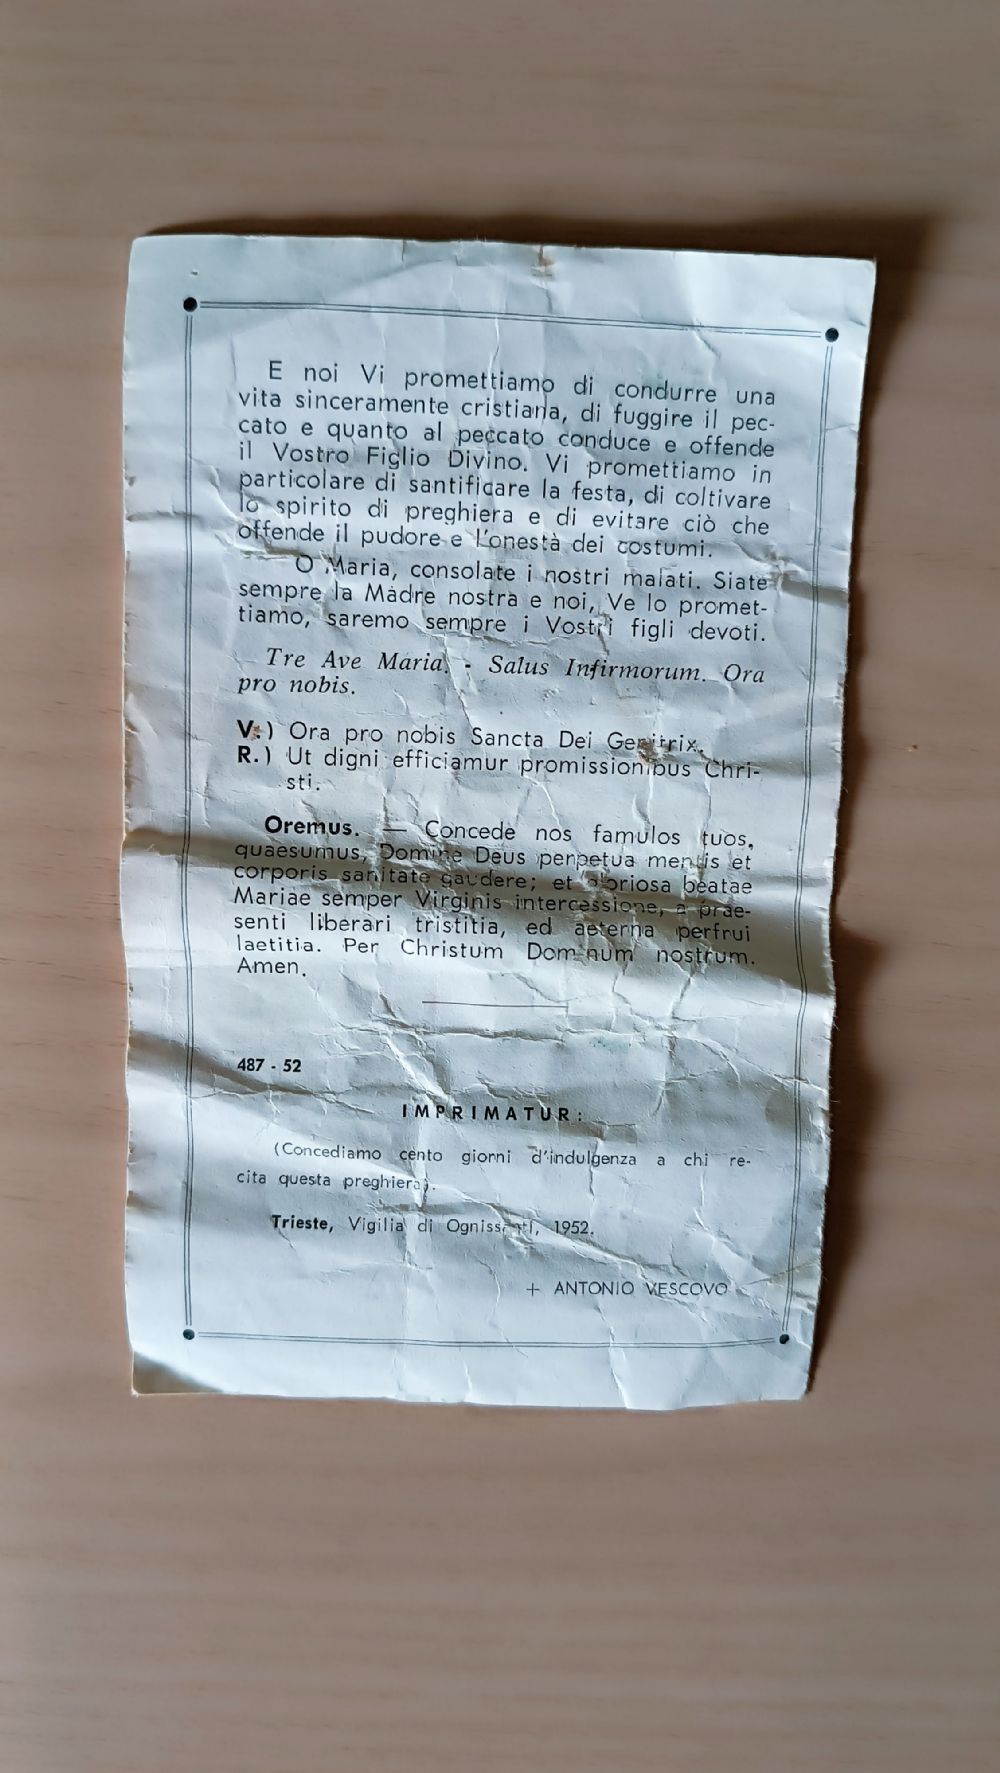 E noi Vi promettiamo di condurre una
vita sinceramente cristiana, di fuggire il pec-
cato e quanto al peccato conduce e offende
il Vostro Figlio Divino. Vi promettiamo in
particolare di santificare la festa, di coltivare
lo spirito di preghiera e di evitare ciò che
offende il pudore e l'onestà dei costumi.
O Maria, consolate i nostri malati. Siate
sempre la Madre nostra e noi, Ve lo promet-
tiamo, saremo sempre i Vostri figli devoti.
Tre Ave Maria. - Salus Infirmorum. Ora
pro nobis.
V.) Ora pro nobis Sancta Dei Genitrix.
R.) Ut digni efficiamur promissionibus Chri-
sti.
Oremus. — Concede nos famulos tuos,
quaesumus, Domine Deus perpetua mentis et
corporis sanitate gaudere; et gloriosa beatae
Mariae semper Virginis intercessione, a prae-
senti liberari tristitia, ed aeterna perfrui
laetitia. Per Christum Dominum nostrum.
Amen.
487 - 52
IMPRIMATUR:
(Concediamo cento giorni d'indulgenza a chi re-
cita questa preghiera).
Trieste, Vigilia di Ognissanti, 1952.
+ ANTONIO VESCOVO